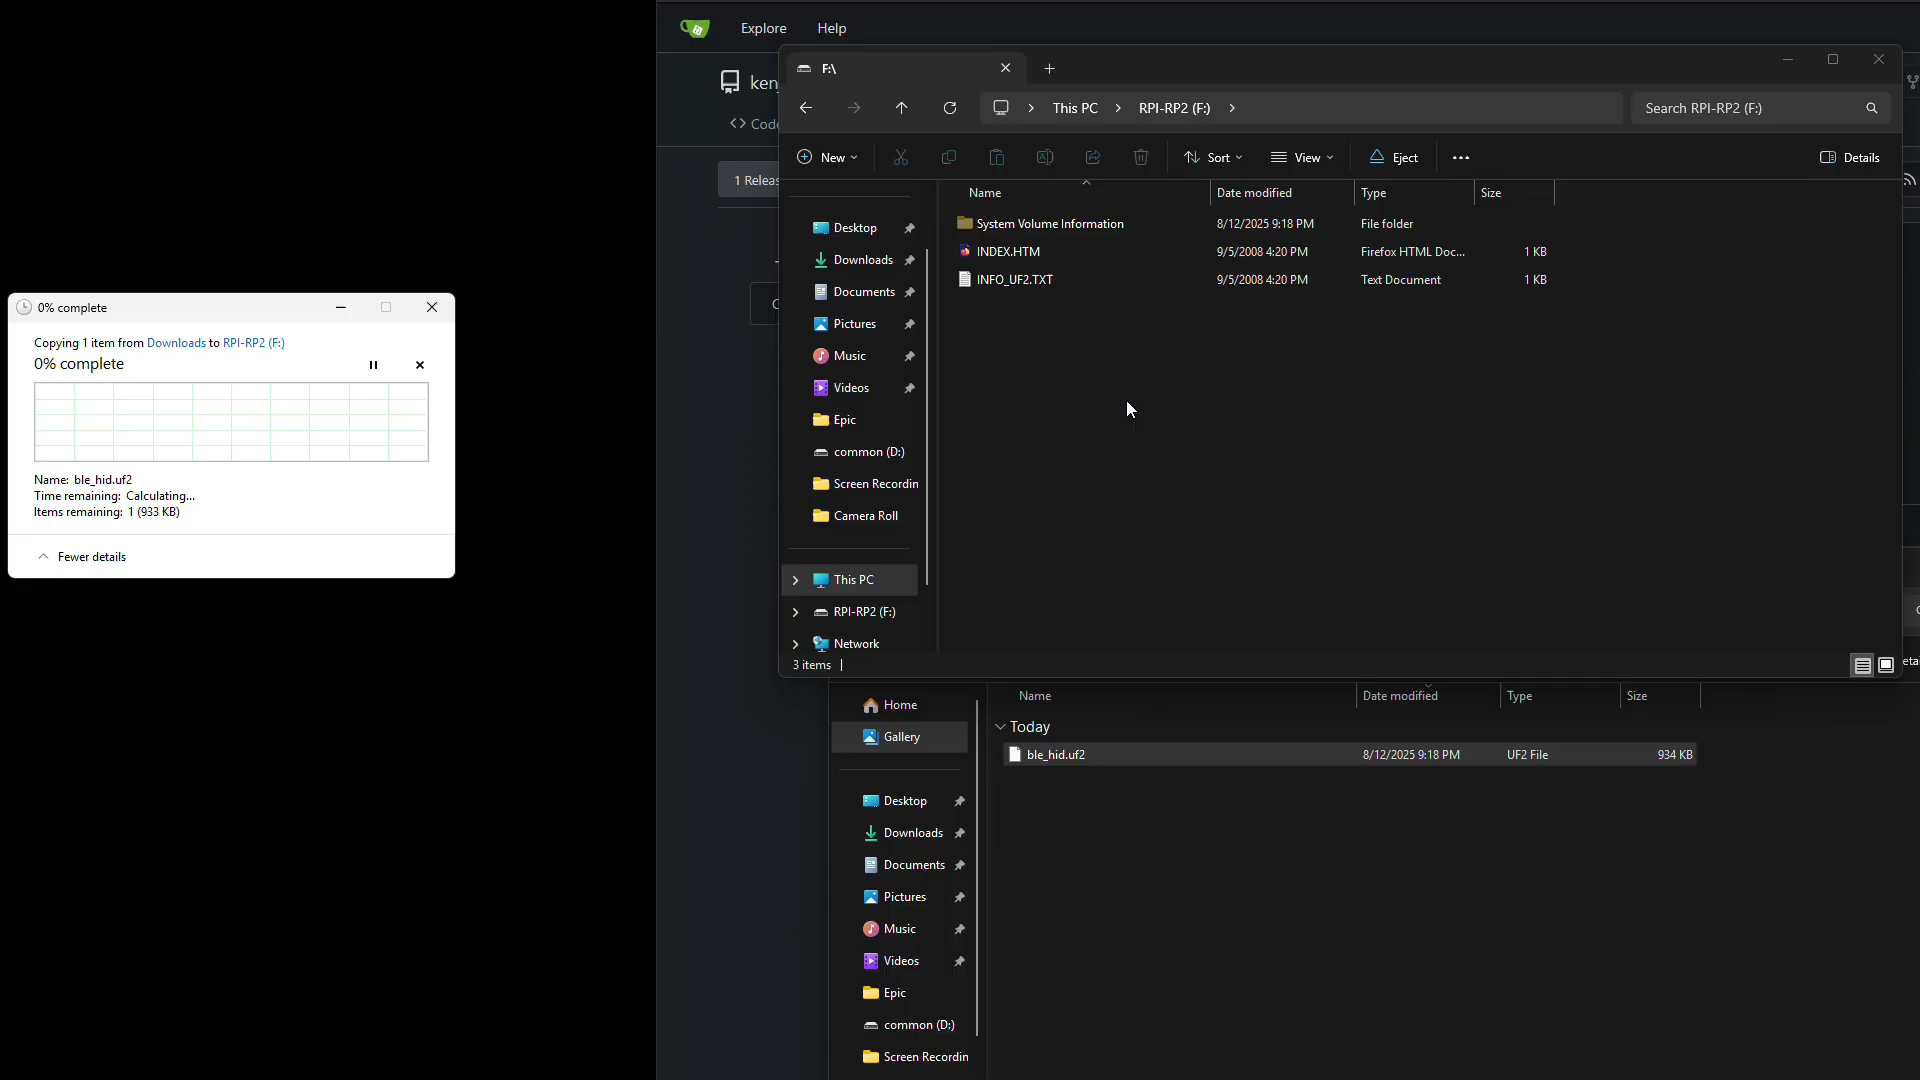 Explore
Help
F:\
ken
This PC
RPI-RP2 (F:)
Search RPI-RP2 (F:)
Code
New
Sort
View
Eject
Details
1 Releas
Name
Date modified
Type
Size
System Volume Information
8/12/2025 9:18 PM
File folder
INDEX.HTM
9/5/2008 4:20 PM
Firefox HTML Doc...
1 KB
INFO_UF2.TXT
9/5/2008 4:20 PM
Text Document
1 KB
Desktop
Downloads
Documents
Pictures
Music
Videos
Epic
common (D:)
Screen Recordin
Camera Roll
This PC
RPI-RP2 (F:)
Network
3 items
0% complete
Copying 1 item from Downloads to RPI-RP2 (F:)
0% complete
Name: ble_hid.uf2
Time remaining: Calculating...
Items remaining: 1 (933 KB)
Fewer details
Home
Gallery
Desktop
Downloads
Documents
Pictures
Music
Videos
Epic
common (D:)
Screen Recordin
Name
Date modified
Type
Size
Today
ble_hid.uf2
8/12/2025 9:18 PM
UF2 File
934 KB